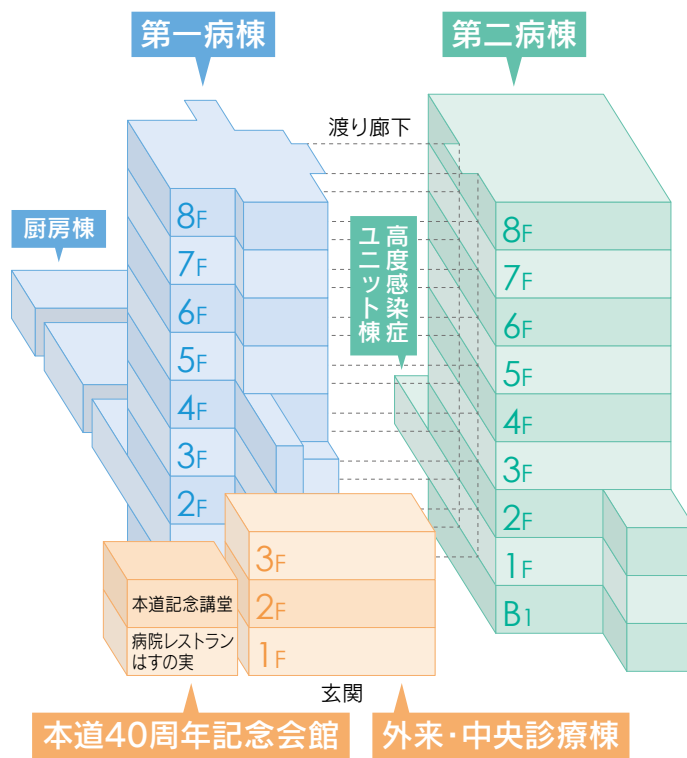 第一病棟
第二病棟
渡り廊下
厨房棟
高度感染症
ユニット棟
8F
7F
6F
5F
4F
3F
2F
8F
7F
6F
5F
4F
3F
2F
1F
B1
3F
2F
1F
本道記念講堂
病院レストラン
はすの実
玄関
本道40周年記念会館
外来・中央診療棟